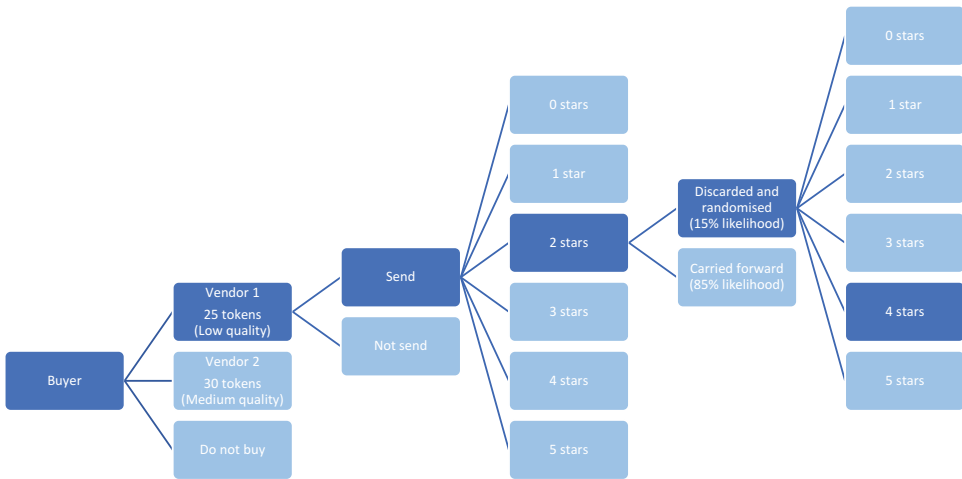 Buyer
Vendor 1
25 tokens
(Low quality)
Vendor 2
30 tokens
(Medium quality)
Do not buy
Send
Not send
0 stars
1 star
2 stars
3 stars
4 stars
5 stars
Discarded and
randomised
(15% likelihood)
Carried forward
(85% likelihood)
0 stars
1 star
2 stars
3 stars
4 stars
5 stars